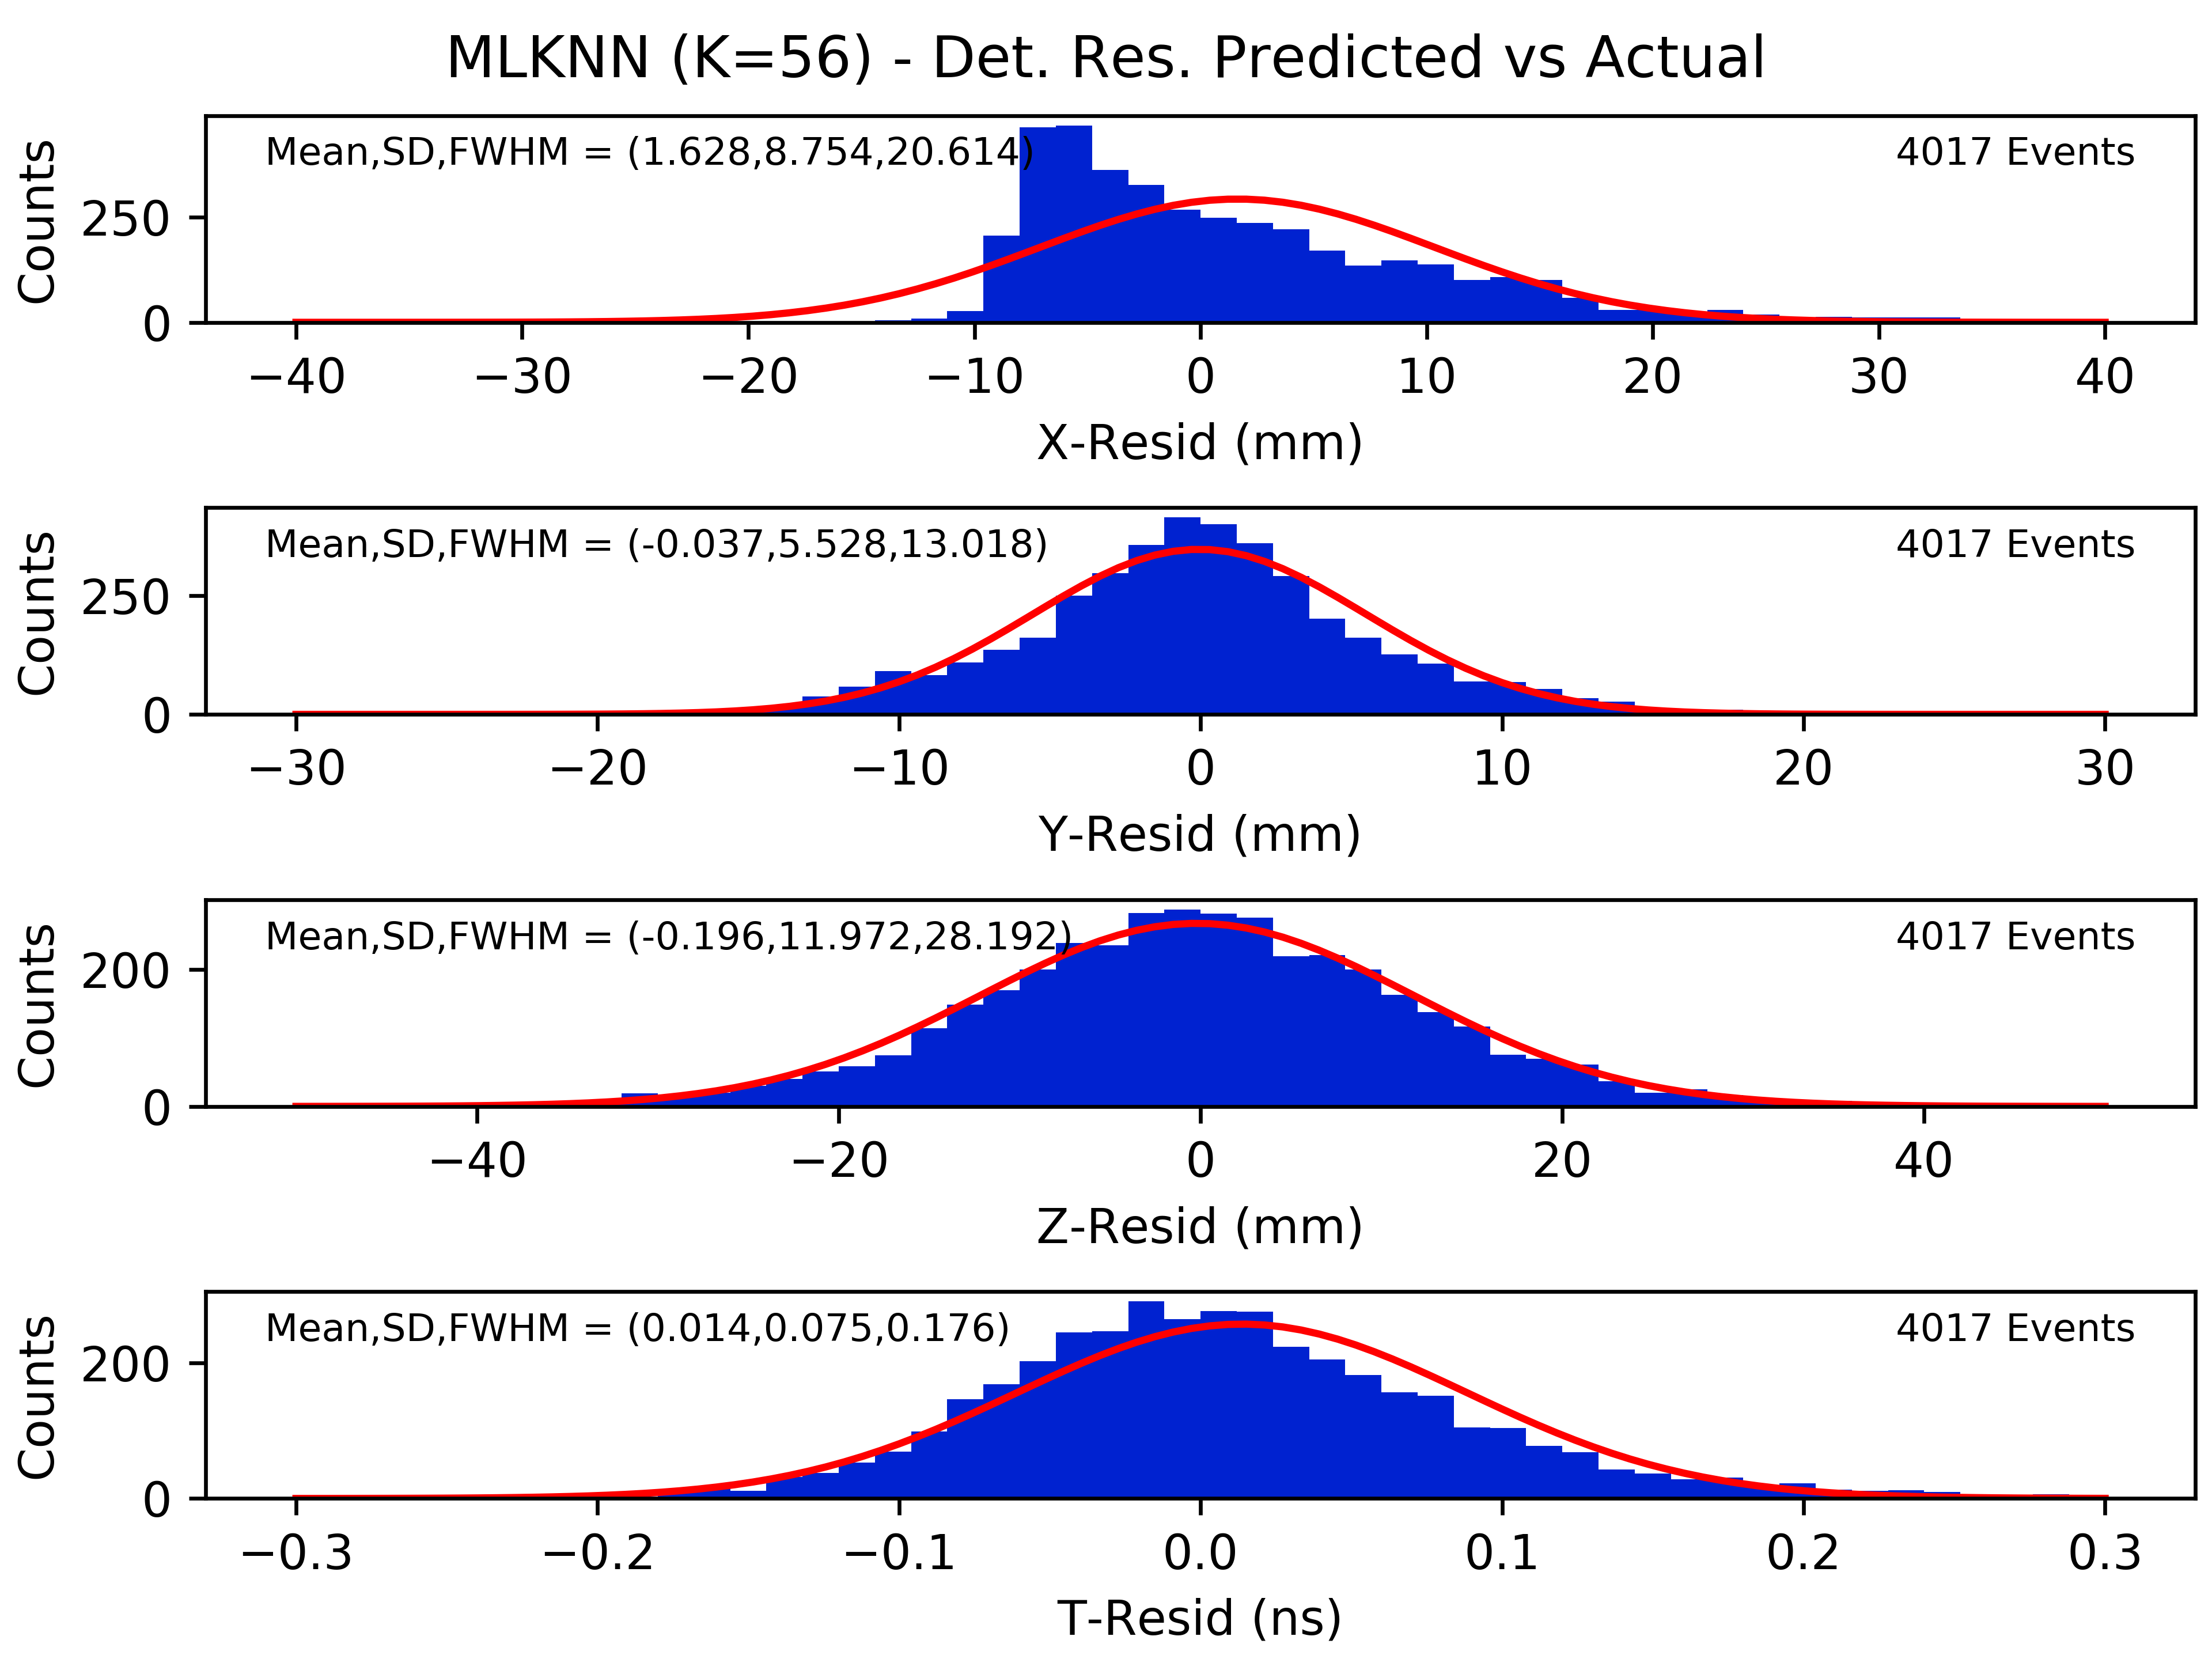 MLKNN (K=56) - Det. Res. Predicted vs Actual
Mean,SD,FWHM = (1.628,8.754,20.614)
4017 Events
Counts
250
0
−40 −30 −20 −10 0 10 20 30 40
X-Resid (mm)
Mean,SD,FWHM = (-0.037,5.528,13.018)
4017 Events
Counts
250
0
−30 −20 −10 0 10 20 30
Y-Resid (mm)
Mean,SD,FWHM = (-0.196,11.972,28.192)
4017 Events
Counts
200
0
−40 −20 0 20 40
Z-Resid (mm)
Mean,SD,FWHM = (0.014,0.075,0.176)
4017 Events
Counts
200
0
−0.3 −0.2 −0.1 0.0 0.1 0.2 0.3
T-Resid (ns)